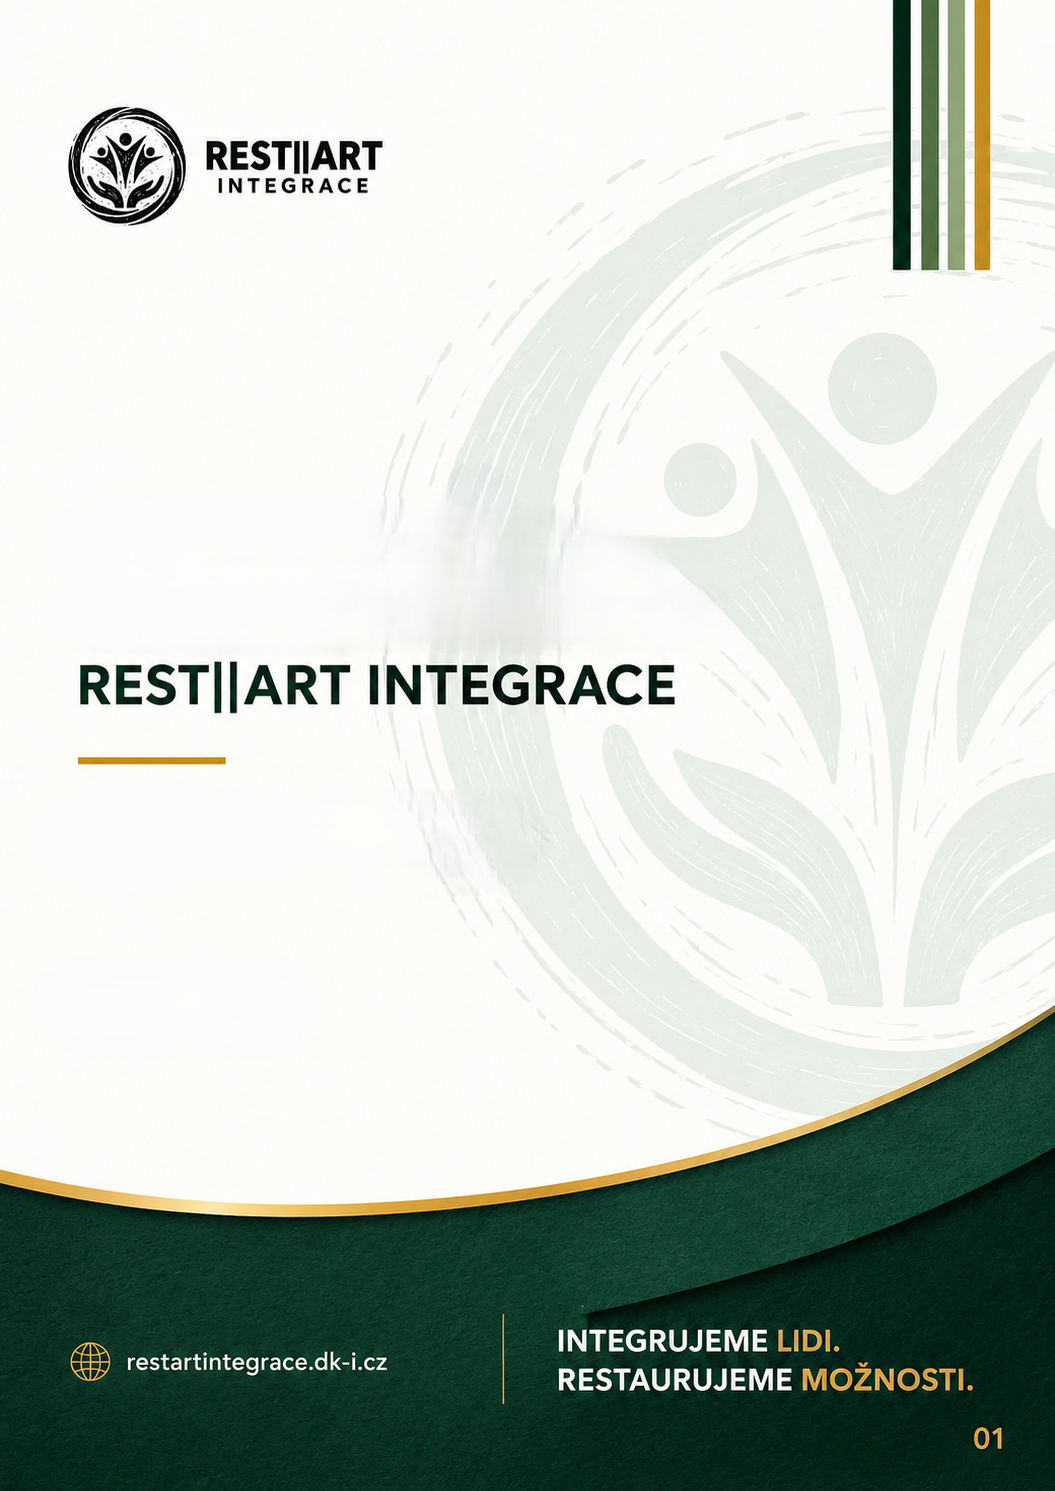 REST||ART
INTEGRACE
REST||ART INTEGRACE
restartintegrace.dk-i.cz
INTEGRUJEME LIDI.
RESTAURUJEME MOŽNOSTI.
01